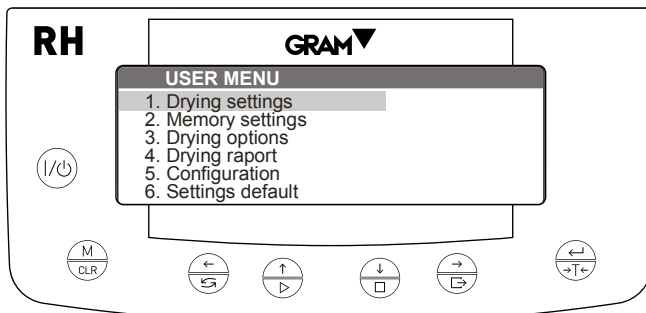 RH
GRAM
USER MENU
1. Drying settings
2. Memory settings
3. Drying options
4. Drying raport
5. Configuration
6. Settings default
I/
M
CLR
→T←